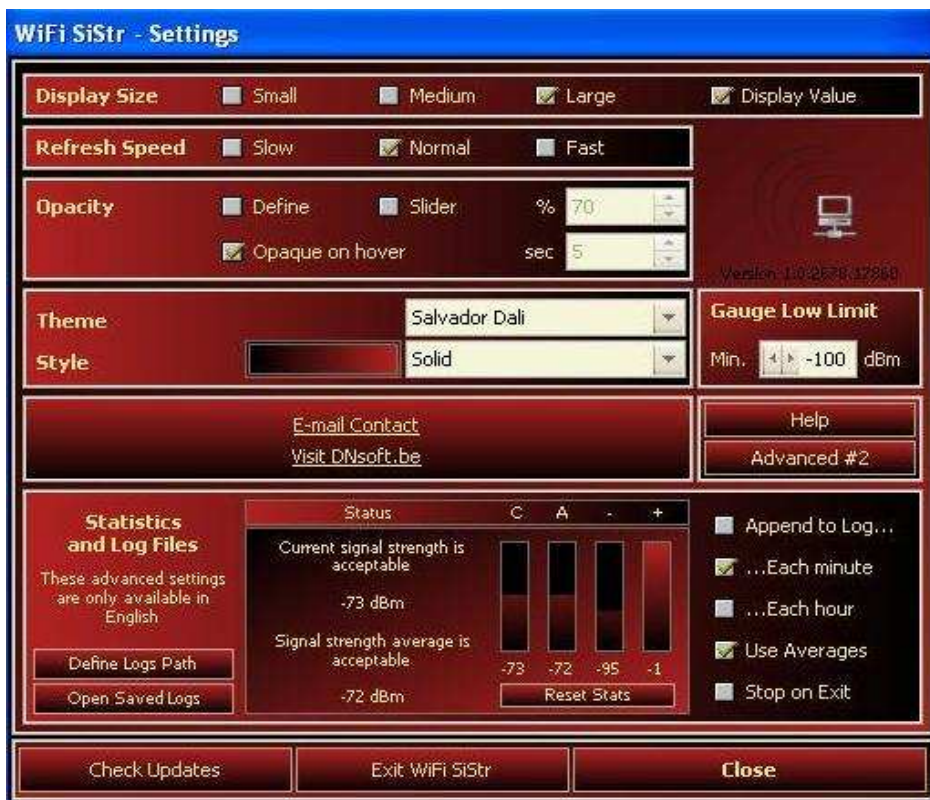 WiFi SiStr - Settings
Display Size Small Medium Large Display Value
Refresh Speed Slow Normal Fast
Opacity Define Slider % 70
Opaque on hover sec 5
Version 1.0.2678.17860
Theme Salvador Dali
Style Solid
Gauge Low Limit
Min. -100 dBm
E-mail Contact
Visit DNsoft.be
Help
Advanced #2
Statistics
and Log Files
These advanced settings
are only available in
English
Define Logs Path
Open Saved Logs
Status C A - +
Current signal strength is
acceptable
-73 dBm
Signal strength average is
acceptable
-72 dBm
-73 -72 -95 -1
Reset Stats
Append to Log...
...Each minute
...Each hour
Use Averages
Stop on Exit
Check Updates Exit WiFi SiStr Close